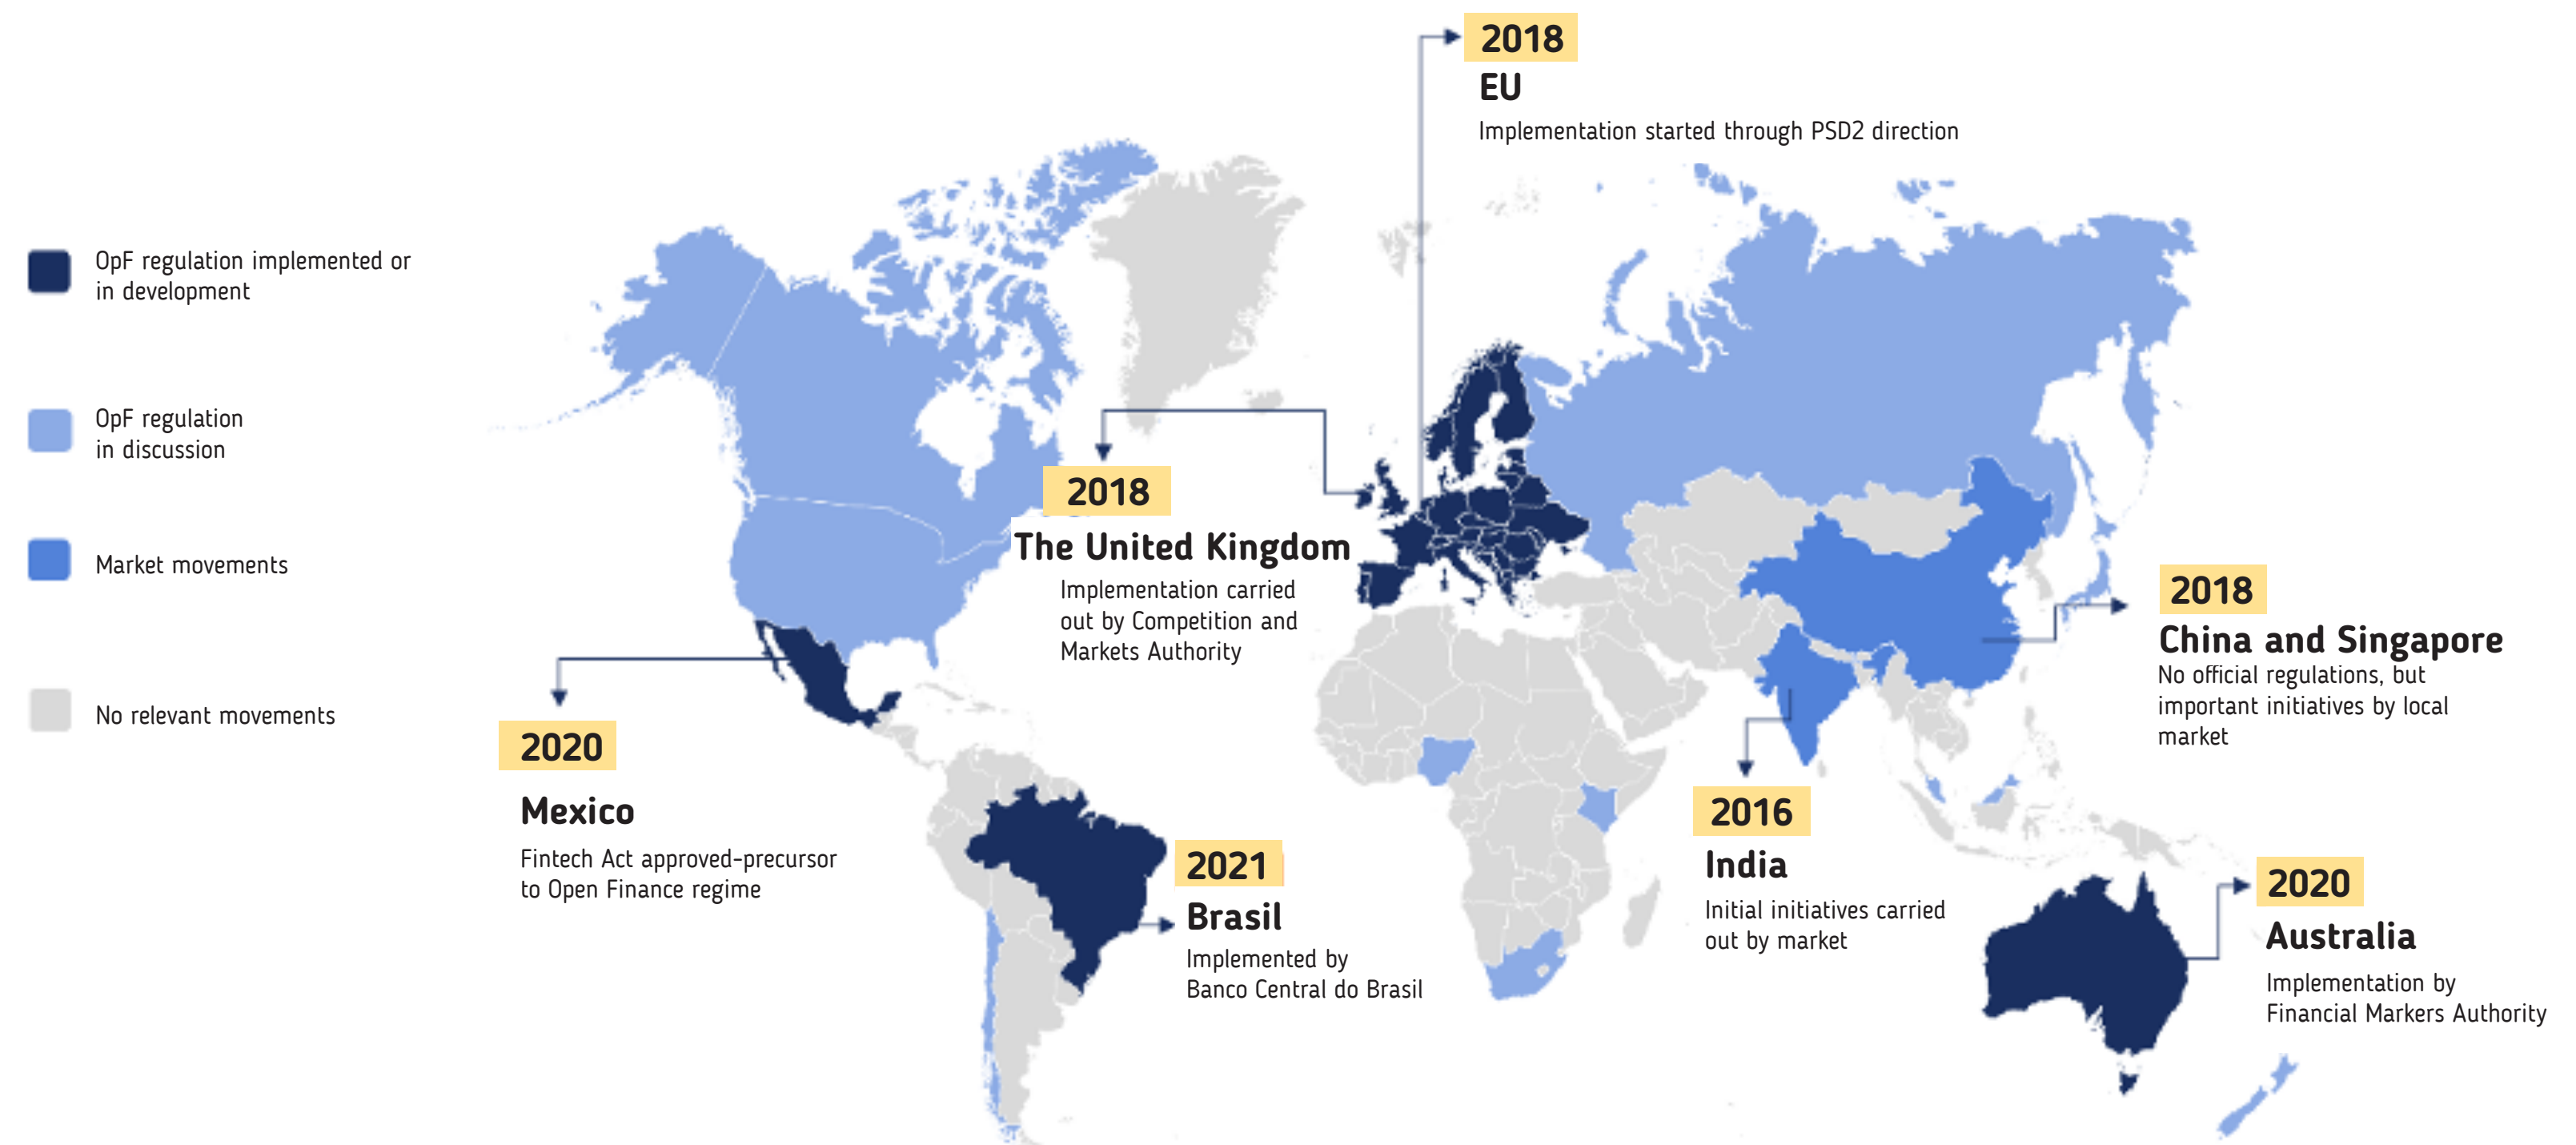 OpF regulation implemented or
in development
OpF regulation
in discussion
Market movements
No relevant movements
2018
EU
Implementation started through PSD2 direction
2018
The United Kingdom
Implementation carried
out by Competition and
Markets Authority
2018
China and Singapore
No official regulations, but
important initiatives by local
market
2020
Mexico
Fintech Act approved-precursor
to Open Finance regime
2021
Brasil
Implemented by
Banco Central do Brasil
2016
India
Initial initiatives carried
out by market
2020
Australia
Implementation by
Financial Markers Authority